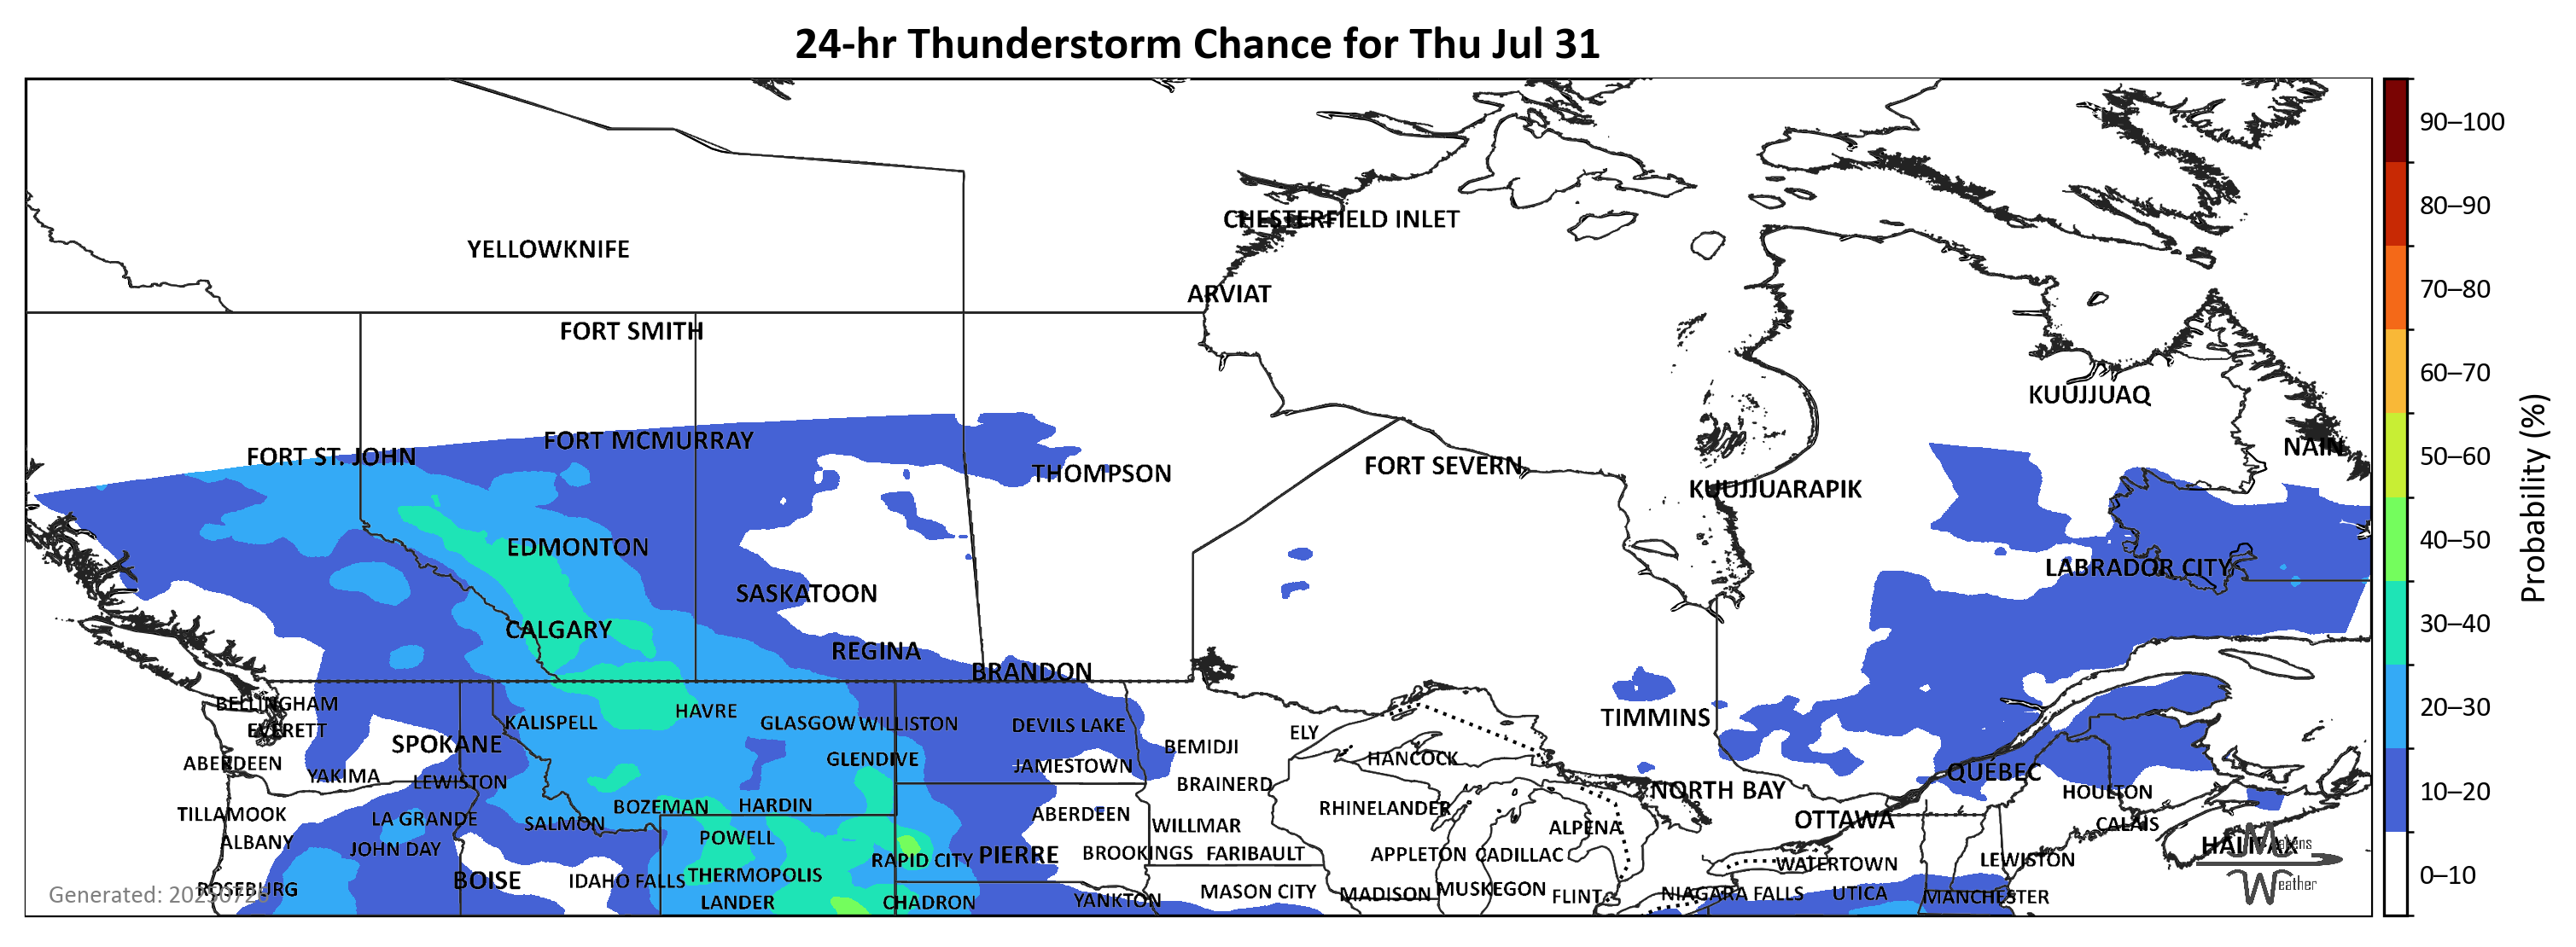 24-hr Thunderstorm Chance for Thu Jul 31
90–100
80–90
70–80
60–70
50–60
40–50
30–40
20–30
10–20
0–10
Probability (%)
CHESTERFIELD INLET
YELLOWKNIFE
ARVIAT
FORT SMITH
KUUJJUAQ
FORT MCMURRAY
NAIN
FORT ST. JOHN
FORT SEVERN
THOMPSON
KUUJJUARAPIK
EDMONTON
LABRADOR CITY
SASKATOON
CALGARY
REGINA
BRANDON
BELLINGHAM
HAVRE
TIMMINS
KALISPELL
GLASGOW
WILLISTON
DEVILS LAKE
EVERETT
ELY
SPOKANE
BEMIDJI
HANCOCK
GLENDIVE
ABERDEEN
JAMESTOWN
QUÉBEC
YAKIMA
LEWISTON
BRAINERD
NORTH BAY
HOULTON
BOZEMAN
HARDIN
RHINELANDER
TILLAMOOK
LA GRANDE
SALMON
ABERDEEN
WILLMAR
ALPENA
OTTAWA
CALAIS
ALBANY
POWELL
JOHN DAY
RAPID CITY
PIERRE
BROOKINGS
FARIBAULT
APPLETON
CADILLAC
WATERTOWN
LEWISTON
HALIFAX
BOISE
IDAHO FALLS
THERMOPOLIS
ROSEBURG
MASON CITY
MADISON
MUSKEGON
FLINT
NIAGARA FALLS
UTICA
MANCHESTER
LANDER
CHADRON
YANKTON
Weather